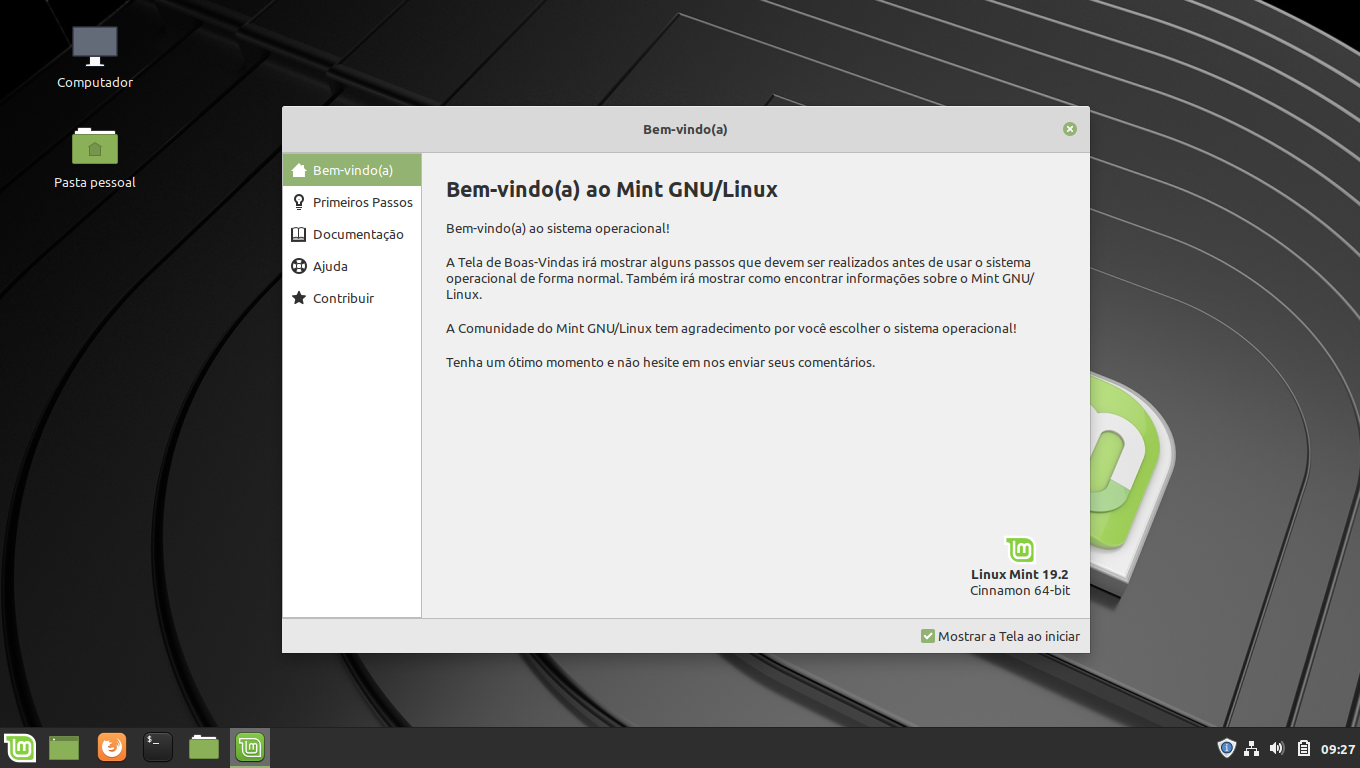 Computador
Pasta pessoal
Bem-vindo(a)
Bem-vindo(a)
Primeiros Passos
Documentação
Ajuda
Contribuir
Bem-vindo(a) ao Mint GNU/Linux
Bem-vindo(a) ao sistema operacional!
A Tela de Boas-Vindas irá mostrar alguns passos que devem ser realizados antes de usar o sistema
operacional de forma normal. Também irá mostrar como encontrar informações sobre o Mint GNU/
Linux.
A Comunidade do Mint GNU/Linux tem agradecimento por você escolher o sistema operacional!
Tenha um ótimo momento e não hesite em nos enviar seus comentários.
Linux Mint 19.2
Cinnamon 64-bit
Mostrar a Tela ao iniciar
$_
09:27